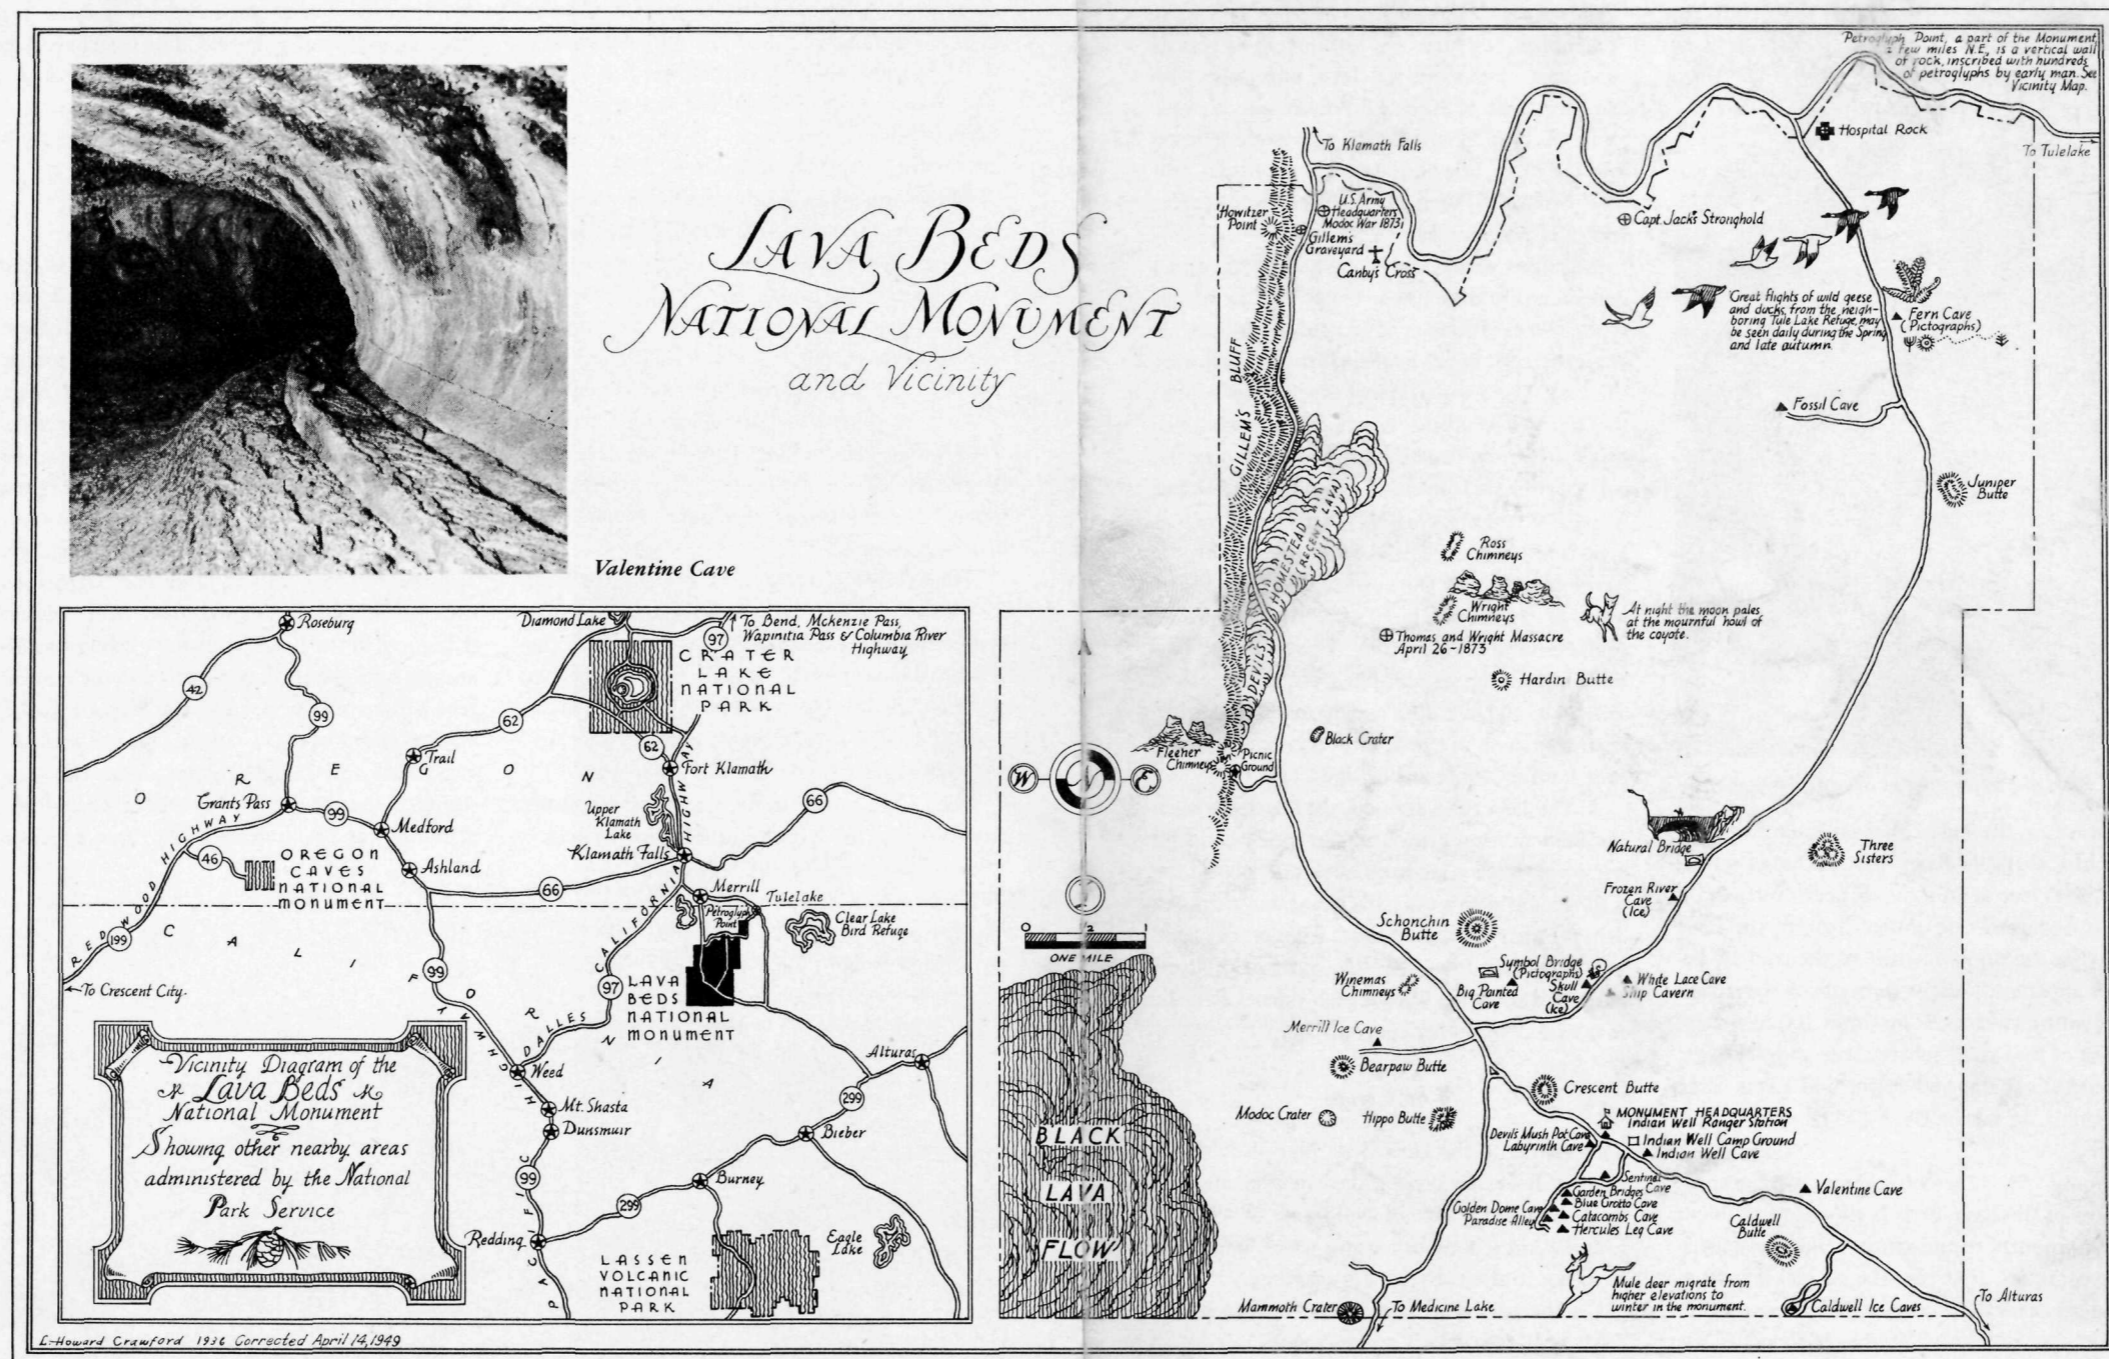 Petroglyph Point, a part of the Monument,
a few miles N.E., is a vertical wall
of rock, inscribed with hundreds
of petroglyphs by early man. See
Vicinity Map.
Hospital Rock
To Tulelake
To Klamath Falls
LAVA BEDS
NATIONAL MONUMENT
and Vicinity
Howitzer
Point
U.S. Army
Headquarters
Modoc War 1873
Gillem's
Graveyard
Canby's Cross
Capt. Jack's Stronghold
Great flights of wild geese
and ducks, from the neigh-
boring Tule Lake Refuge, may
be seen daily during the Spring
and late autumn.
Fern Cave
(Pictographs)
Fossil Cave
GILLEM'S BLUFF
Juniper
Butte
DEVILS HOMESTEAD
(RECENT LAVA)
Ross
Chimneys
Wright
Chimneys
Thomas and Wright Massacre
April 26-1873
At night the moon pales
at the mournful howl of
the coyote.
Hardin Butte
Black Crater
Fleener
Chimneys
Picnic
Ground
W
N
E
S
0 1/2 1
ONE MILE
Natural Bridge
Three
Sisters
Frozen River
Cave
(Ice)
Schonchin
Butte
Symbol Bridge
(Pictographs)
Big Painted
Cave
Skull
Cave
(Ice)
White Lace Cave
Ship Cavern
Winemas
Chimneys
Merrill Ice Cave
Bearpaw Butte
Crescent Butte
Modoc Crater
Hippo Butte
MONUMENT HEADQUARTERS
Indian Well Ranger Station
Devil's Mush Pot Cave
Labyrinth Cave
Indian Well Camp Ground
Indian Well Cave
Sentinel
Cave
Garden Bridges
Blue Grotto Cave
Golden Dome Cave
Catacombs Cave
Paradise Alley
Hercules Leg Cave
Valentine Cave
Caldwell
Butte
BLACK
LAVA
FLOW
Mule deer migrate from
higher elevations to
winter in the monument.
Mammoth Crater
To Medicine Lake
Caldwell Ice Caves
To Alturas
Valentine Cave
Roseburg
Diamond Lake
To Bend, Mckenzie Pass,
Wapinitia Pass & Columbia River
Highway
97
CRATER
LAKE
NATIONAL
PARK
42
99
62
62
Trail
OREGON
Fort Klamath
Grants Pass
99
Medford
66
Upper
Klamath
Lake
Klamath Falls
REDWOOD HIGHWAY
46
OREGON
CAVES
NATIONAL
MONUMENT
Ashland
66
Merrill
Tulelake
Petroglyph
Point
Clear Lake
Bird Refuge
199
CALIFORNIA
To Crescent City
99
97
DALLES CALIFORNIA HIGHWAY
LAVA
BEDS
NATIONAL
MONUMENT
Weed
Alturas
Mt. Shasta
Dunsmuir
299
Bieber
99
Burney
299
Redding
PACIFIC HIGHWAY
LASSEN
VOLCANIC
NATIONAL
PARK
Eagle
Lake
Vicinity Diagram of the
Lava Beds
National Monument
Showing other nearby areas
administered by the National
Park Service
L. Howard Crawford 1936 Corrected April 14, 1949